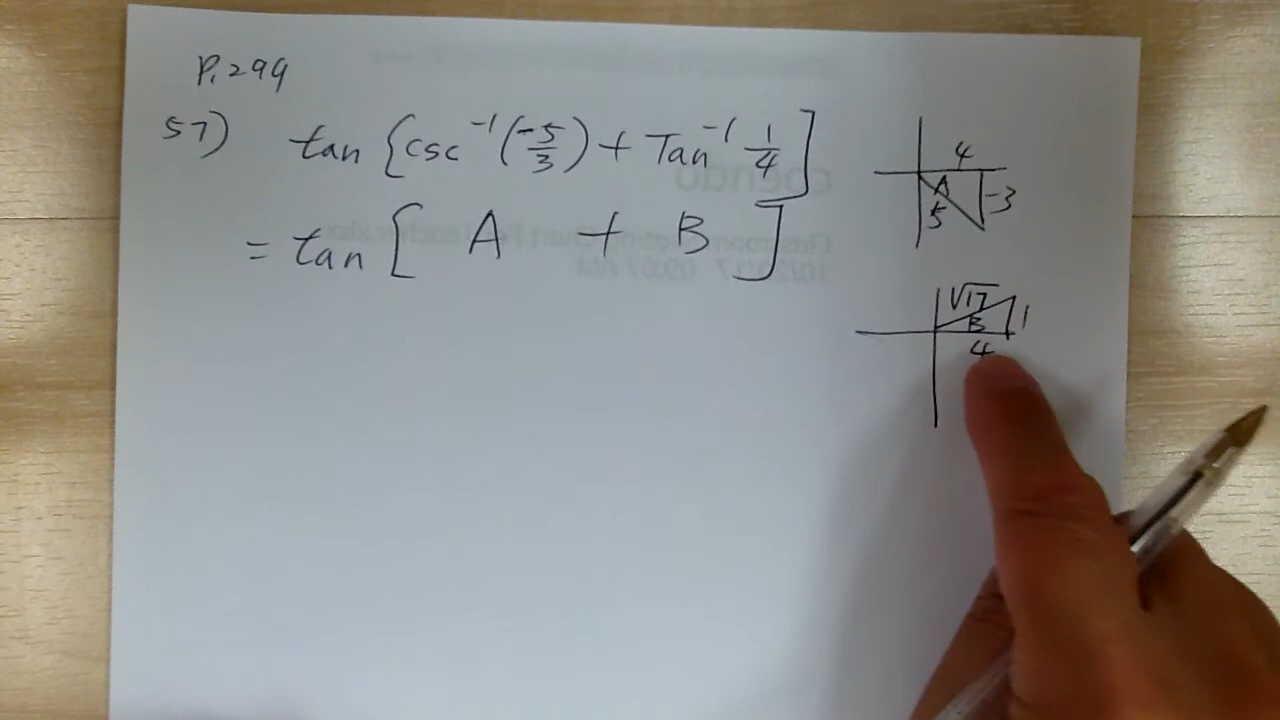 P. 299
57) tan [csc⁻¹(-5/3) + Tan⁻¹ 1/4]
= tan [ A + B ]
4
A
5
-3
√17
B
1
4